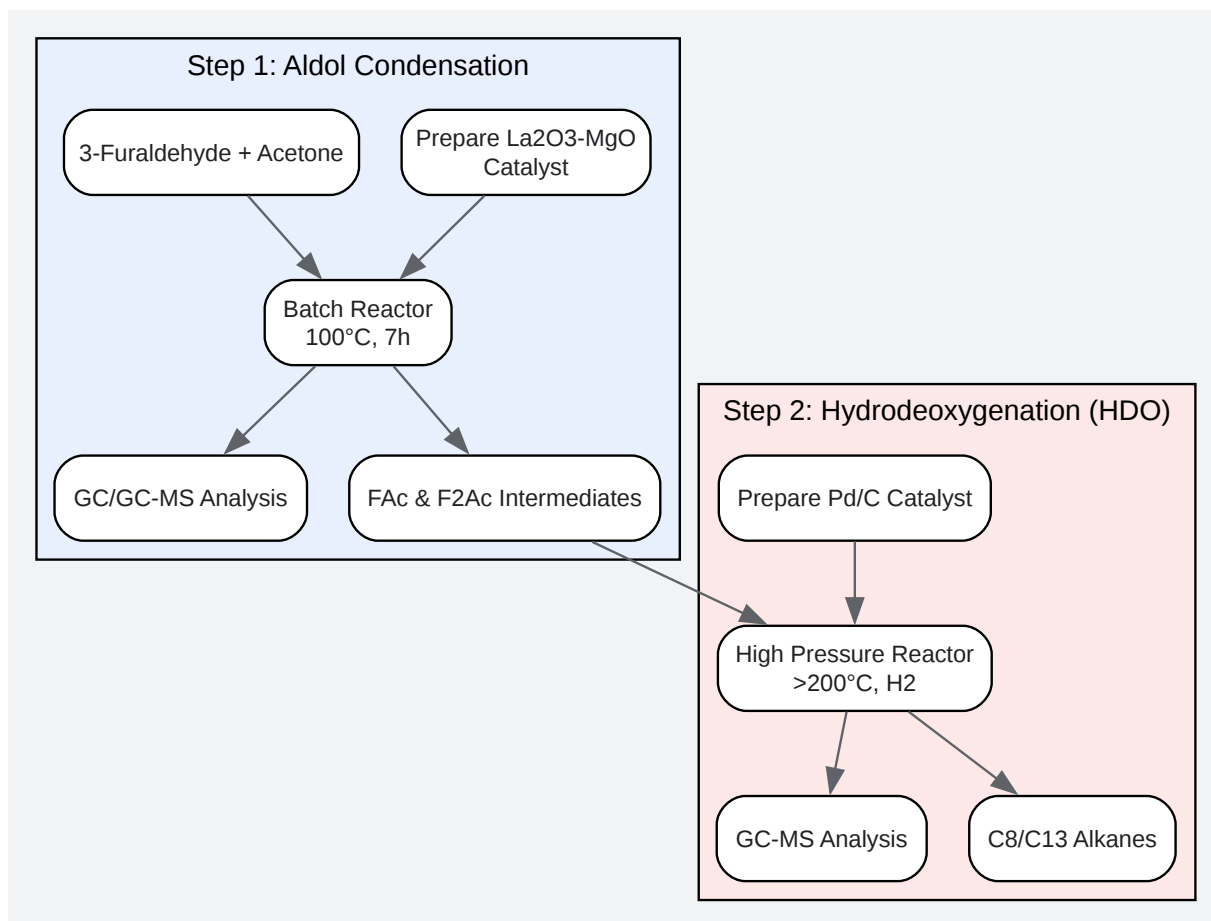 Step 1: Aldol Condensation
3-Furaldehyde + Acetone
Prepare La2O3-MgO
Catalyst
Batch Reactor
100°C, 7h
GC/GC-MS Analysis
FAc & F2Ac Intermediates
Step 2: Hydrodeoxygenation (HDO)
Prepare Pd/C Catalyst
High Pressure Reactor
>200°C, H2
GC-MS Analysis
C8/C13 Alkanes